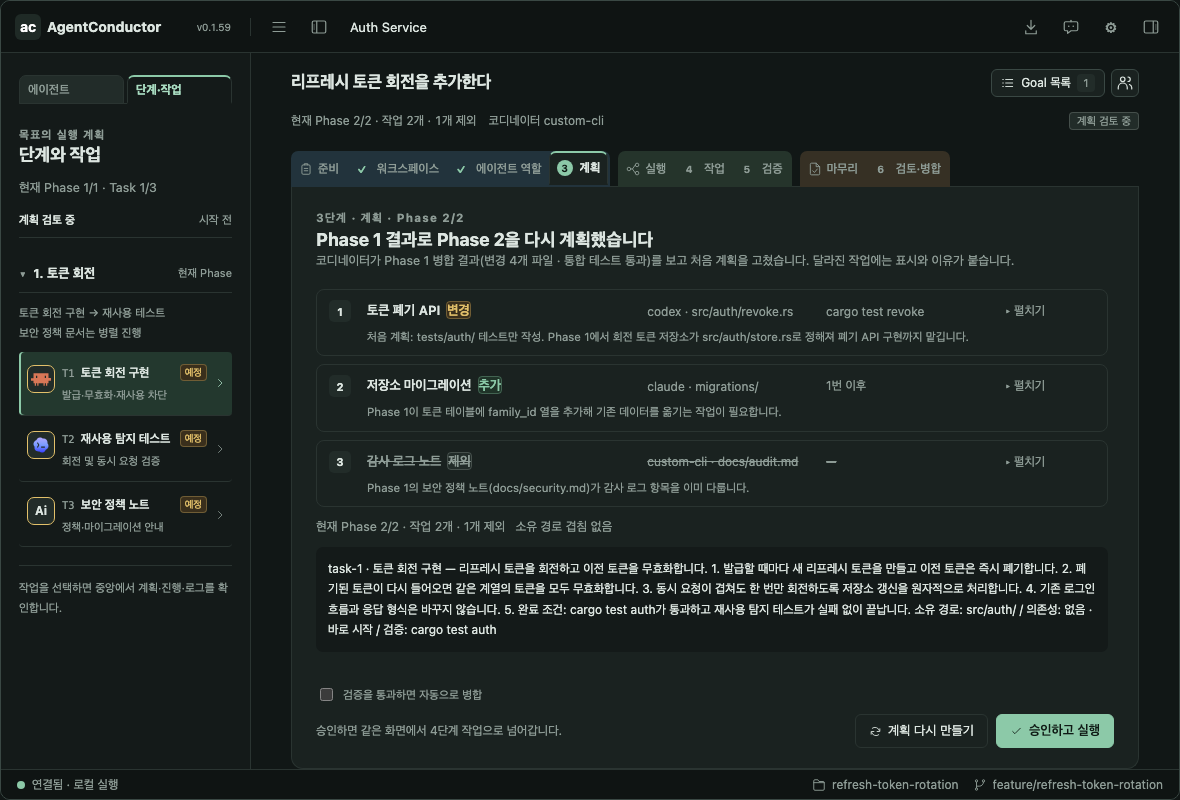 ac AgentConductor v0.1.59 Auth Service
에이전트 단계·작업
목표의 실행 계획
단계와 작업
현재 Phase 1/1 · Task 1/3
계획 검토 중 시작 전
▾ 1. 토큰 회전 현재 Phase
토큰 회전 구현 → 재사용 테스트
보안 정책 문서는 병렬 진행
T1 토큰 회전 구현 예정
발급·무효화·재사용 차단
T2 재사용 탐지 테스트 예정
회전 및 동시 요청 검증
Ai T3 보안 정책 노트 예정
정책·마이그레이션 안내
작업을 선택하면 중앙에서 계획·진행·로그를 확
인합니다.
리프레시 토큰 회전을 추가한다
Goal 목록 1
현재 Phase 2/2 · 작업 2개 · 1개 제외 코디네이터 custom-cli
계획 검토 중
준비 ✓ 워크스페이스 ✓ 에이전트 역할 3 계획 실행 4 작업 5 검증 마무리 6 검토·병합
3단계 · 계획 · Phase 2/2
Phase 1 결과로 Phase 2을 다시 계획했습니다
코디네이터가 Phase 1 병합 결과(변경 4개 파일 · 통합 테스트 통과)를 보고 처음 계획을 고쳤습니다. 달라진 작업에는 표시와 이유가 붙습니다.
1 토큰 폐기 API 변경 codex · src/auth/revoke.rs cargo test revoke ▸ 펼치기
처음 계획: tests/auth/ 테스트만 작성. Phase 1에서 회전 토큰 저장소가 src/auth/store.rs로 정해져 폐기 API 구현까지 맡깁니다.
2 저장소 마이그레이션 추가 claude · migrations/ 1번 이후 ▸ 펼치기
Phase 1이 토큰 테이블에 family_id 열을 추가해 기존 데이터를 옮기는 작업이 필요합니다.
3 감사 로그 노트 제외 custom-cli · docs/audit.md — ▸ 펼치기
Phase 1의 보안 정책 노트(docs/security.md)가 감사 로그 항목을 이미 다룹니다.
현재 Phase 2/2 · 작업 2개 · 1개 제외 소유 경로 겹침 없음
task-1 · 토큰 회전 구현 — 리프레시 토큰을 회전하고 이전 토큰을 무효화합니다. 1. 발급할 때마다 새 리프레시 토큰을 만들고 이전 토큰은 즉시 폐기합니다. 2. 폐
기된 토큰이 다시 들어오면 같은 계열의 토큰을 모두 무효화합니다. 3. 동시 요청이 겹쳐도 한 번만 회전하도록 저장소 갱신을 원자적으로 처리합니다. 4. 기존 로그인
흐름과 응답 형식은 바꾸지 않습니다. 5. 완료 조건: cargo test auth가 통과하고 재사용 탐지 테스트가 실패 없이 끝납니다. 소유 경로: src/auth/ / 의존성: 없음 ·
바로 시작 / 검증: cargo test auth
검증을 통과하면 자동으로 병합
승인하면 같은 화면에서 4단계 작업으로 넘어갑니다.
계획 다시 만들기 ✓ 승인하고 실행
연결됨 · 로컬 실행 refresh-token-rotation feature/refresh-token-rotation